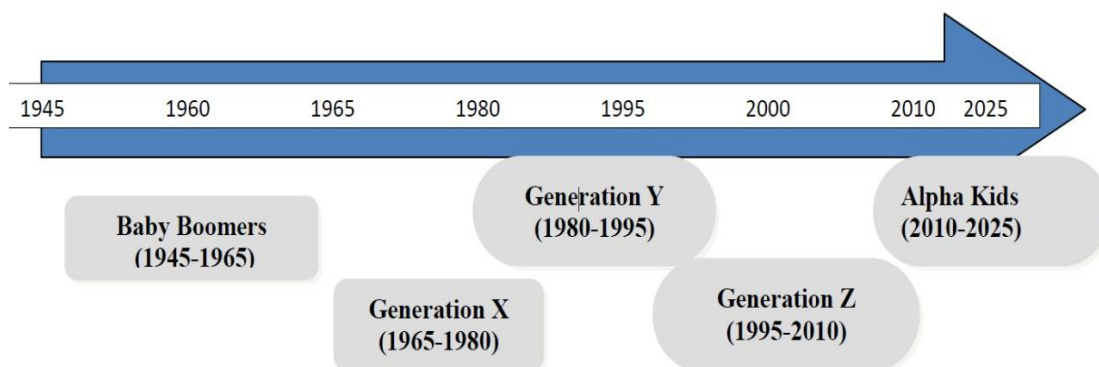 1945 1960 1965 1980 1995 2000 2010 2025
Baby Boomers
(1945-1965)
Generation X
(1965-1980)
Generation Y
(1980-1995)
Generation Z
(1995-2010)
Alpha Kids
(2010-2025)